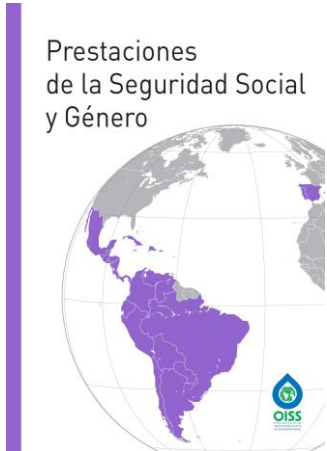 Prestaciones
de la Seguridad Social
y Género
OISS